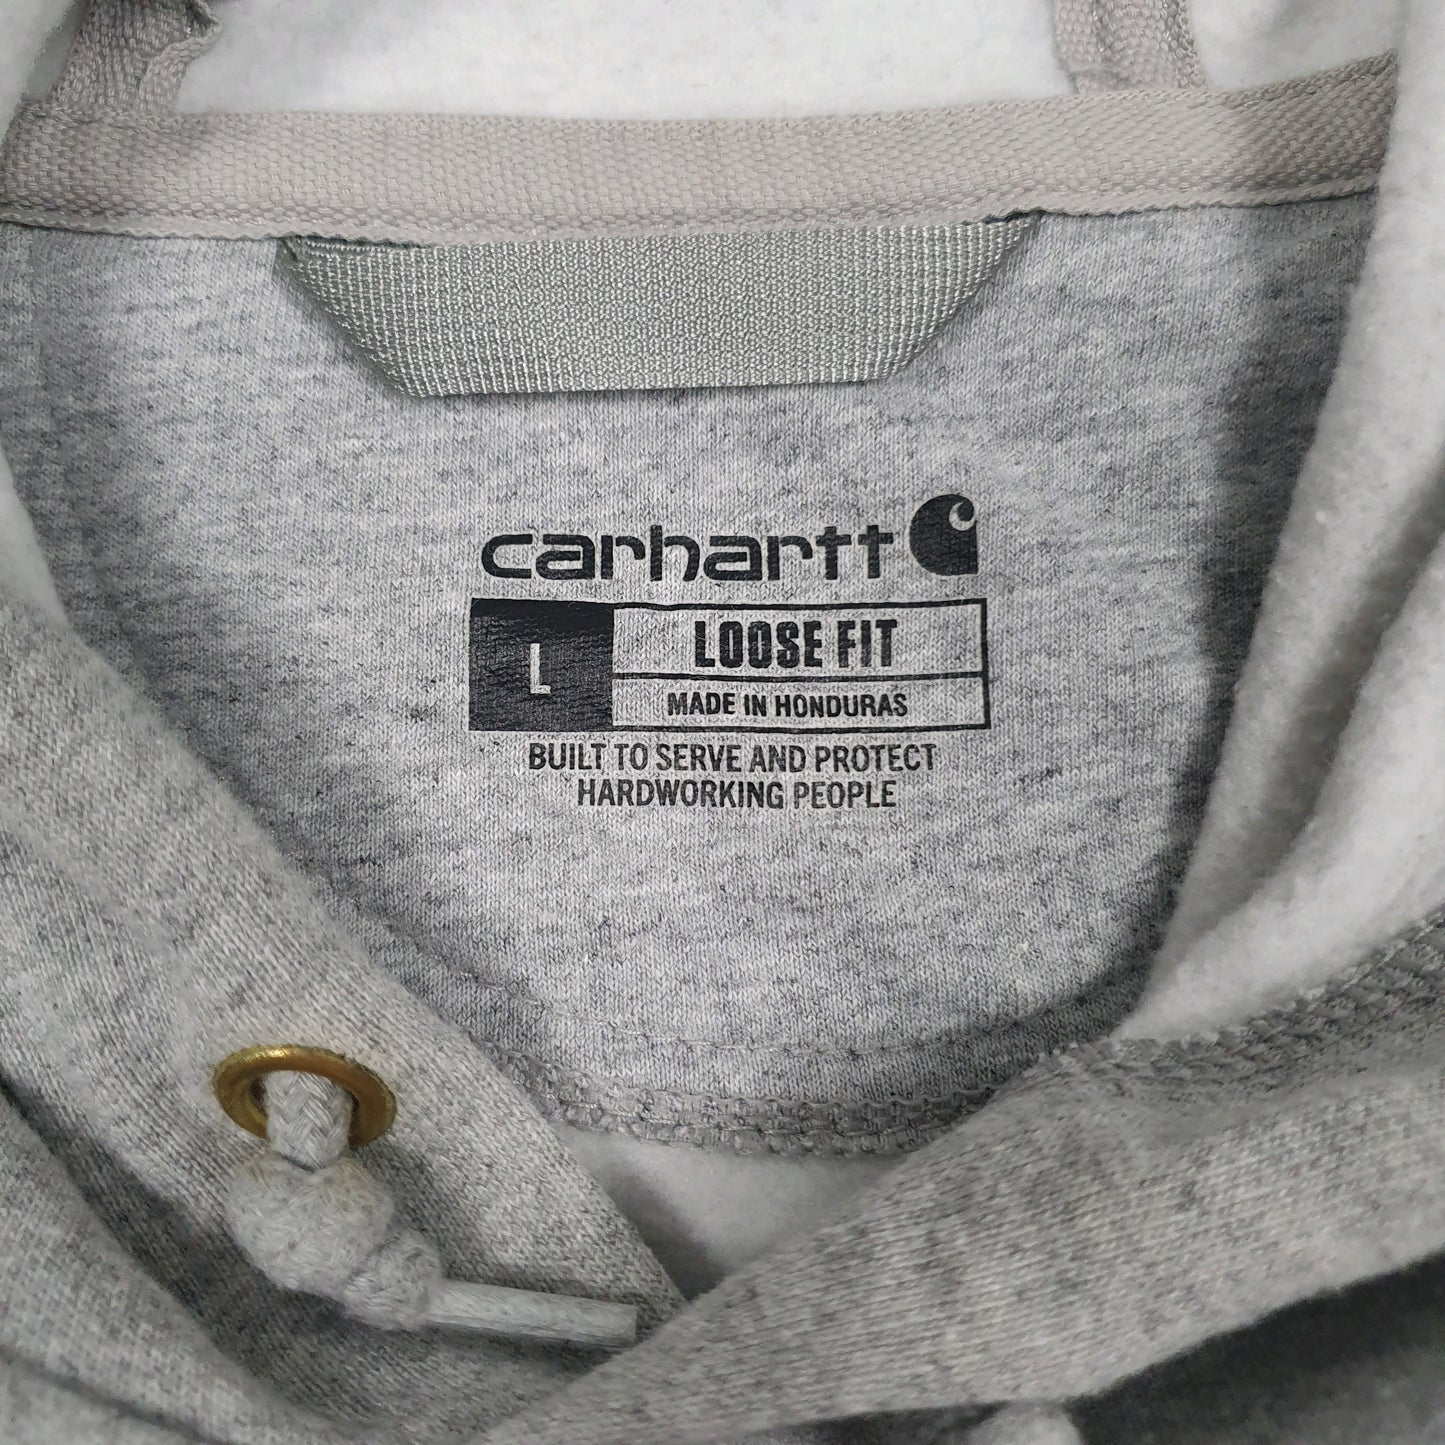 carhartt
L
LOOSE FIT
MADE IN HONDURAS
BUILT TO SERVE AND PROTECT
HARDWORKING PEOPLE